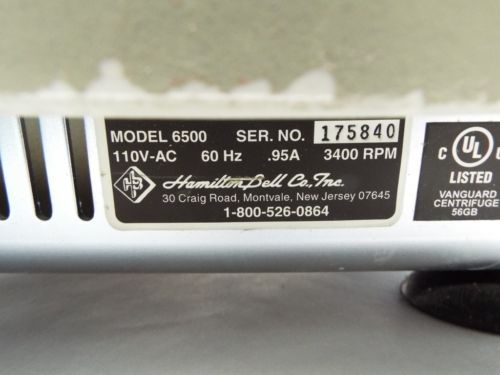 MODEL 6500 SER. NO. 175840
110V-AC 60 Hz .95A 3400 RPM
Hamilton Bell Co., Inc.
30 Craig Road, Montvale, New Jersey 07645
1-800-526-0864
C UL
LISTED
VANGUARD
CENTRIFUGE
56GB